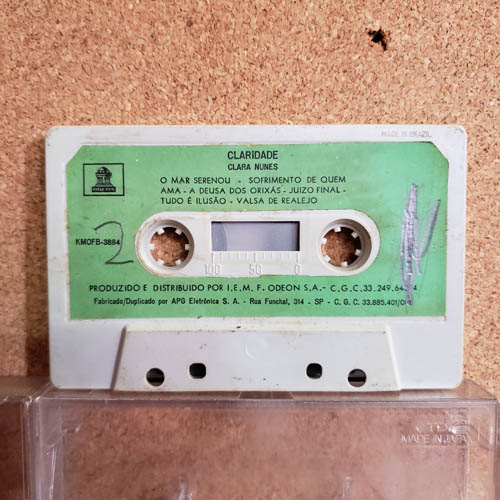 MADE IN BRAZIL
CLARIDADE
CLARA NUNES
O MAR SERENOU - SOFRIMENTO DE QUEM
AMA - A DEUSA DOS ORIXÁS - JUIZO FINAL -
TUDO É ILUSÃO - VALSA DE REALEJO
ODEON
KMOFB-3884
2
100 50 0
PRODUZIDO E DISTRIBUIDO POR I.E.M.F. ODEON S.A. - C.G.C.33.249.
Fabricado/Duplicado por APG Eletrônica S. A. - Rua Funchal, 314 - SP - C. G. C. 33.885.401/
MADE IN JAPAN